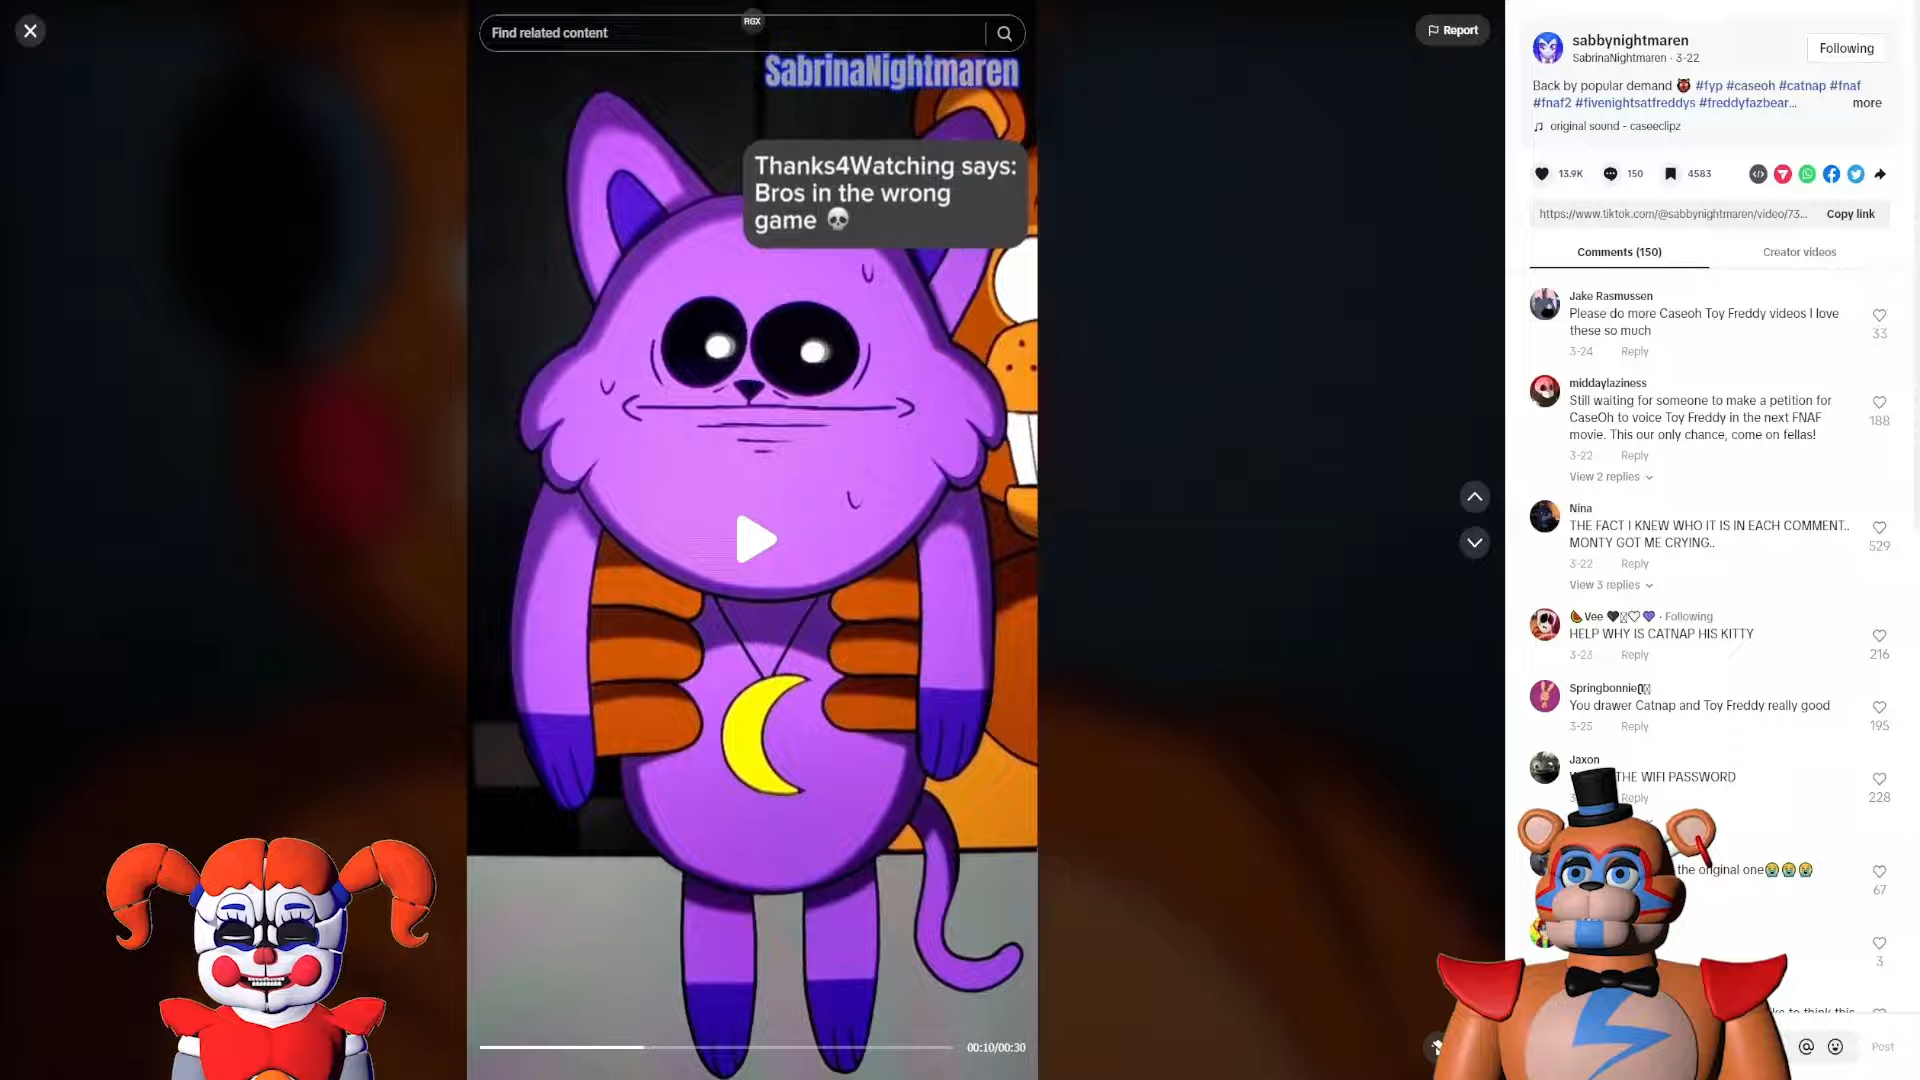 RGX
Find related content
Report
SabrinaNightmaren
Thanks4Watching says:
Bros in the wrong
game 💀
00:10/00:30
sabbynightmaren
SabrinaNightmaren · 3-22
Following
Back by popular demand 👹 #fyp #caseoh #catnap #fnaf
#fnaf2 #fivenightsatfreddys #freddyfazbear...
more
original sound - caseeclipz
13.9K
150
4583
https://www.tiktok.com/@sabbynightmaren/video/73...
Copy link
Comments (150)
Creator videos
Jake Rasmussen
Please do more Caseoh Toy Freddy videos I love
these so much
33
3-24
Reply
middaylaziness
Still waiting for someone to make a petition for
CaseOh to voice Toy Freddy in the next FNAF
movie. This our only chance, come on fellas!
188
3-22
Reply
View 2 replies
Nina
THE FACT I KNEW WHO IT IS IN EACH COMMENT..
MONTY GOT ME CRYING..
529
3-22
Reply
View 3 replies
🍉Vee 🖤🤍💜 · Following
HELP WHY IS CATNAP HIS KITTY
216
3-23
Reply
Springbonnie
You drawer Catnap and Toy Freddy really good
195
3-25
Reply
Jaxon
THE WIFI PASSWORD
228
Reply
the original one😭😭😭
67
3
to think this
Post